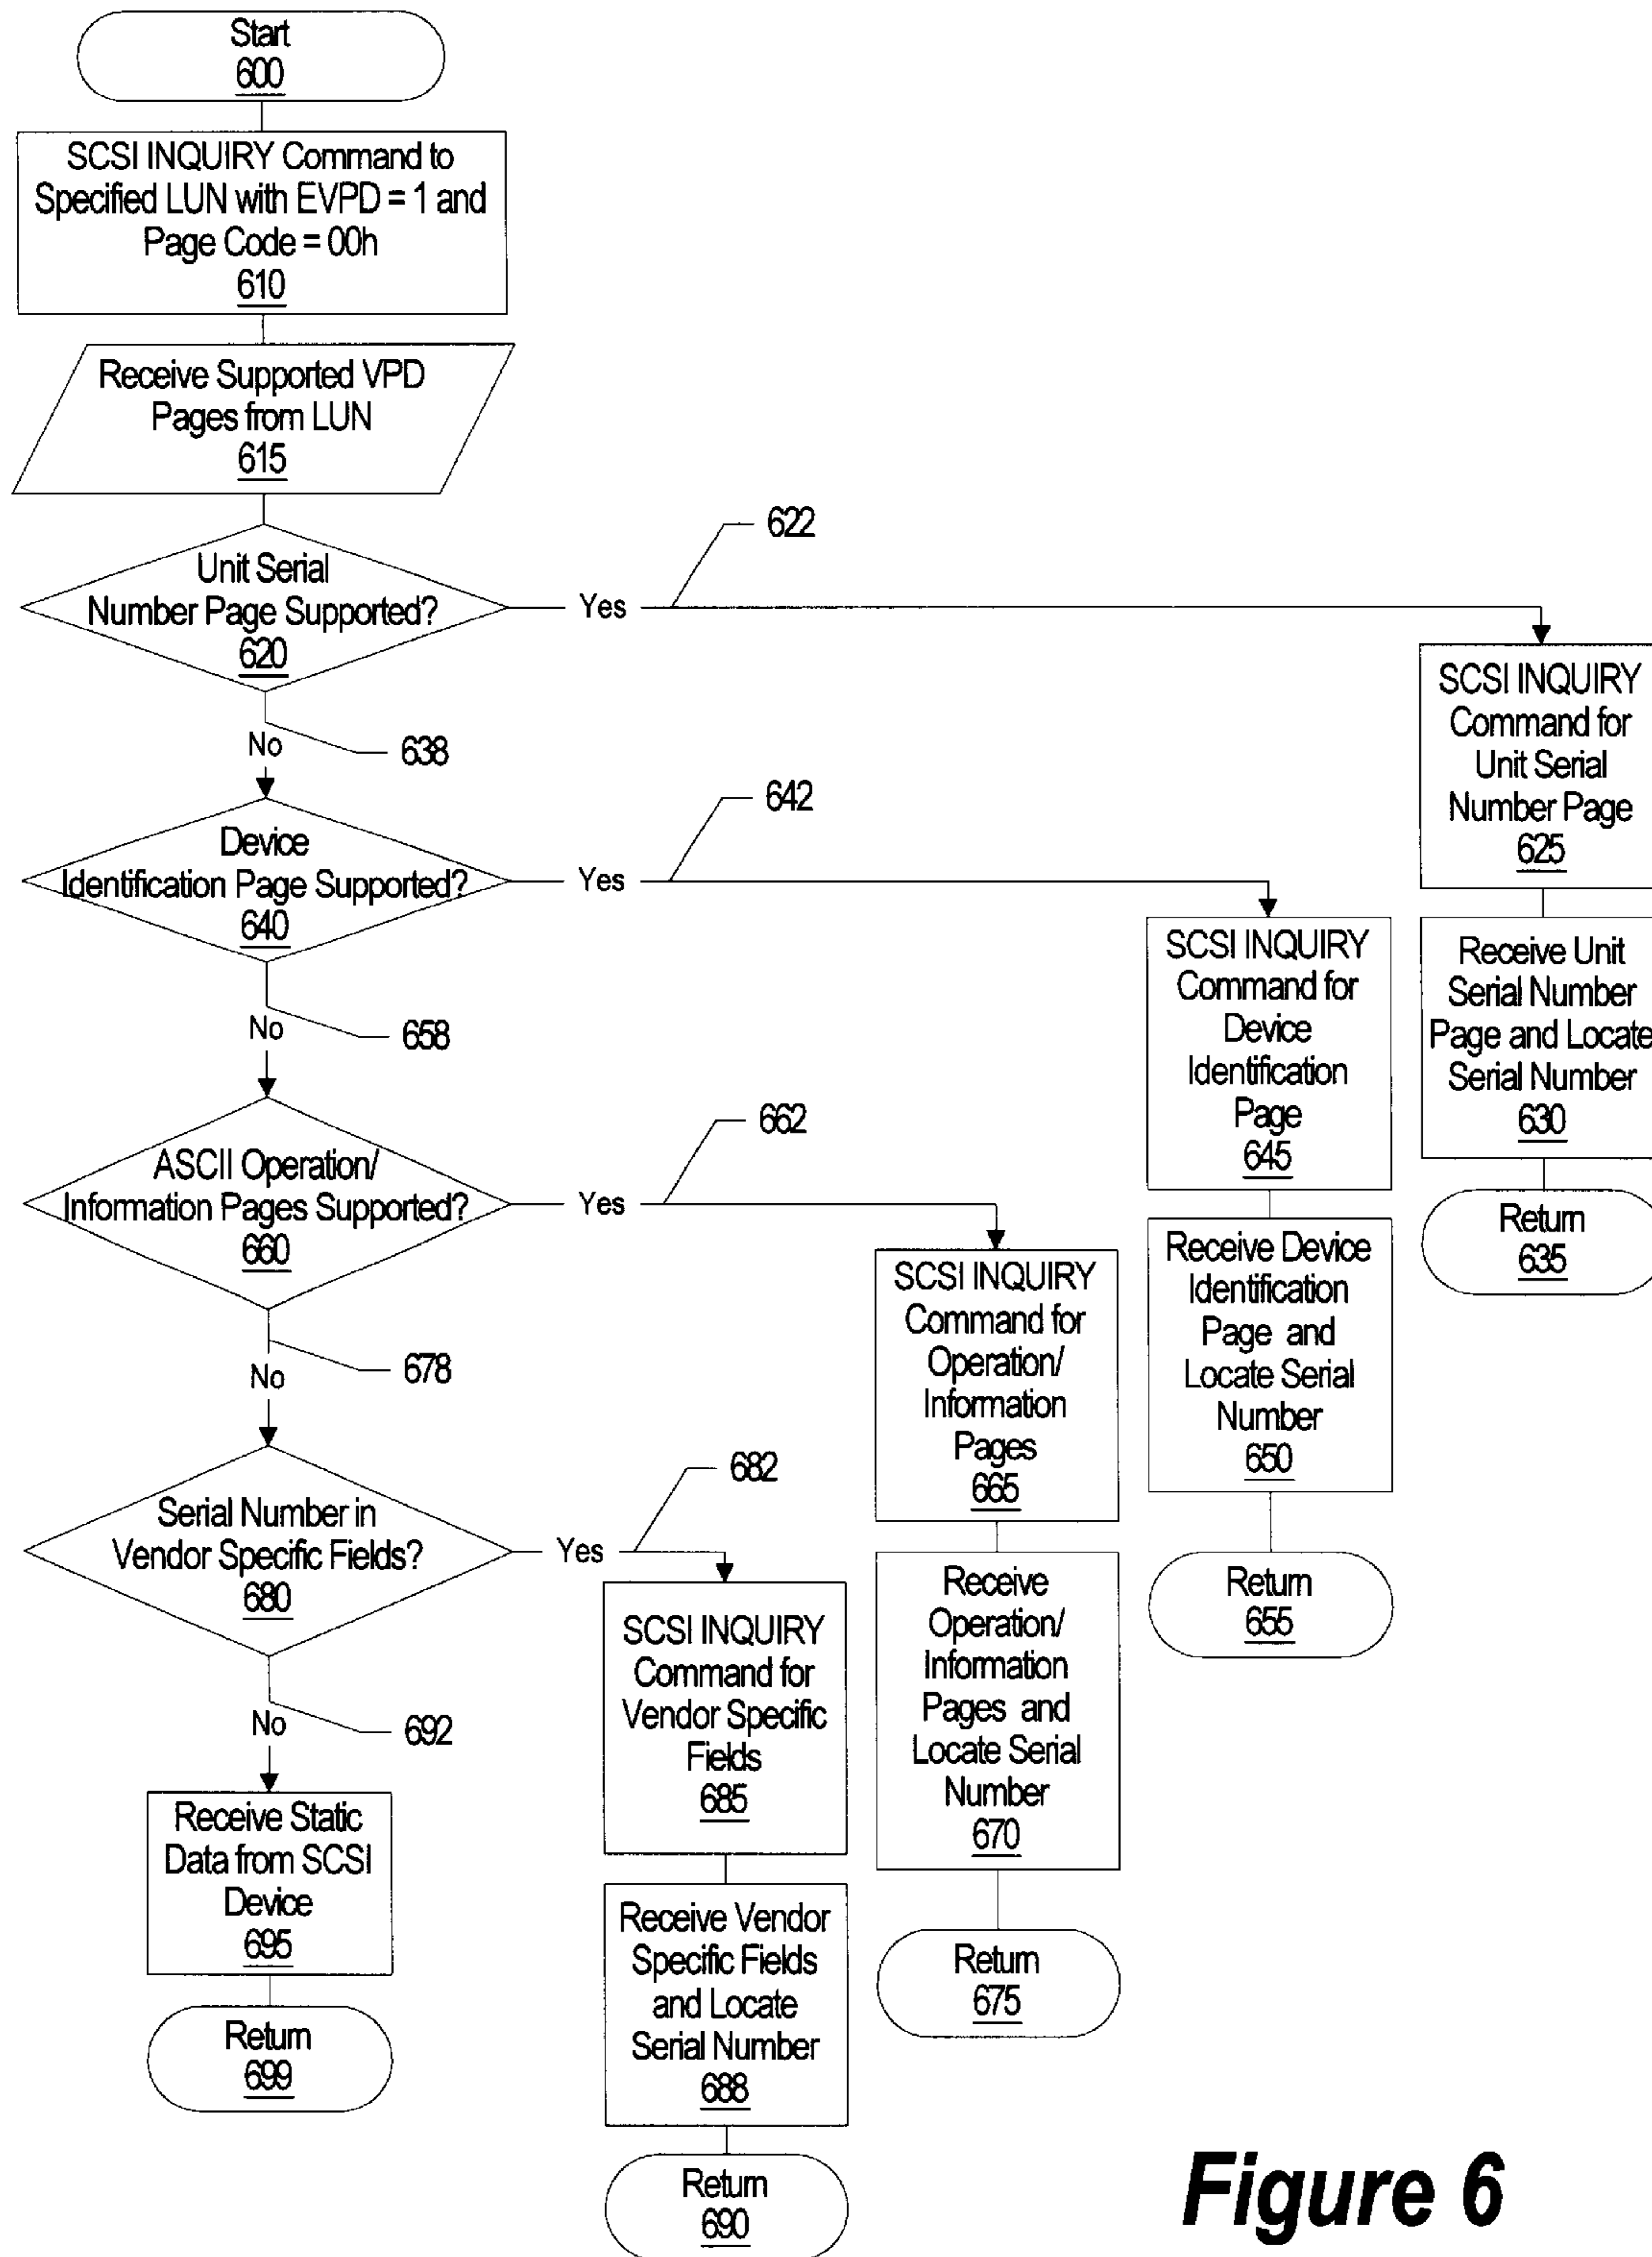 Start
600
SCSI INQUIRY Command to
Specified LUN with EVPD = 1 and
Page Code = 00h
610
Receive Supported VPD
Pages from LUN
615
Unit Serial
Number Page Supported?
620
Yes
622
No
638
SCSI INQUIRY
Command for
Unit Serial
Number Page
625
Receive Unit
Serial Number
Page and Locate
Serial Number
630
Return
635
Device
Identification Page Supported?
640
Yes
642
No
658
SCSI INQUIRY
Command for
Device
Identification
Page
645
Receive Device
Identification
Page and
Locate Serial
Number
650
Return
655
ASCII Operation/
Information Pages Supported?
660
Yes
662
No
678
SCSI INQUIRY
Command for
Operation/
Information
Pages
665
Receive
Operation/
Information
Pages and
Locate Serial
Number
670
Return
675
Serial Number in
Vendor Specific Fields?
680
Yes
682
No
692
SCSI INQUIRY
Command for
Vendor Specific
Fields
685
Receive Vendor
Specific Fields
and Locate
Serial Number
688
Return
690
Receive Static
Data from SCSI
Device
695
Return
699
Figure 6